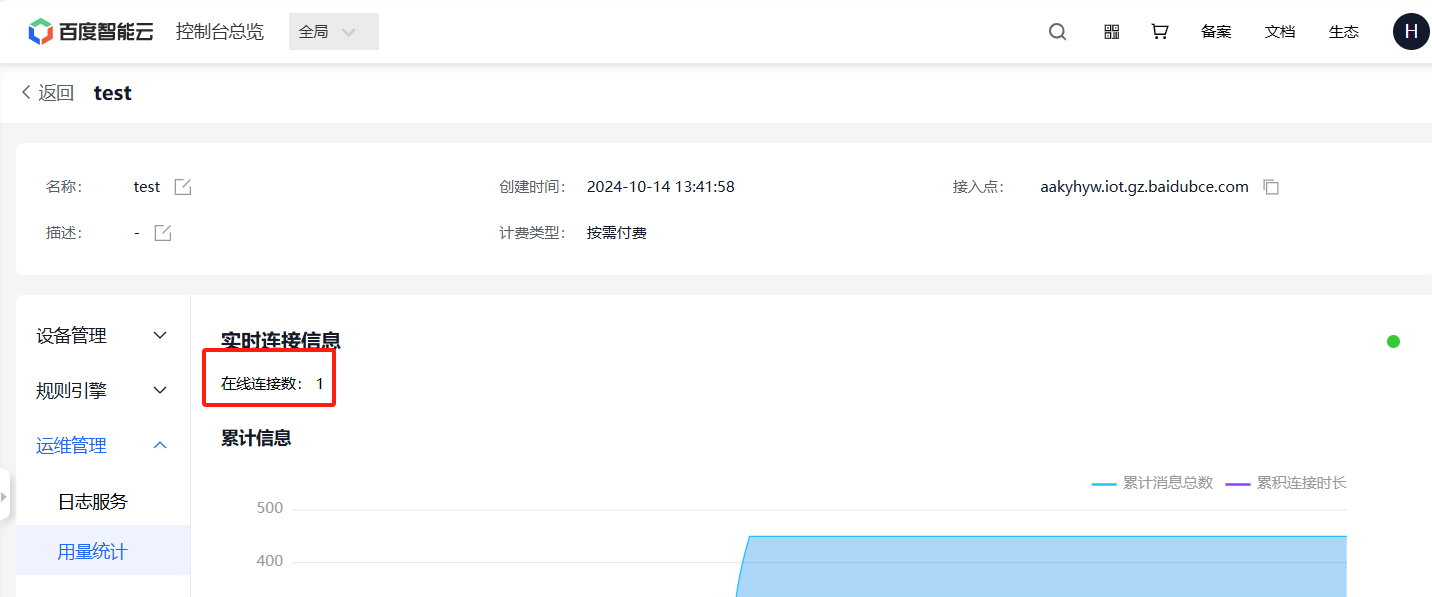 百度智能云 控制台总览 全局 备案 文档 生态 H
返回 test
名称： test 创建时间： 2024-10-14 13:41:58 接入点： aakyhyw.iot.gz.baidubce.com
描述： - 计费类型： 按需付费
设备管理
规则引擎
运维管理
日志服务
用量统计
实时连接信息
在线连接数： 1
累计信息
累计消息总数 累积连接时长
500
400